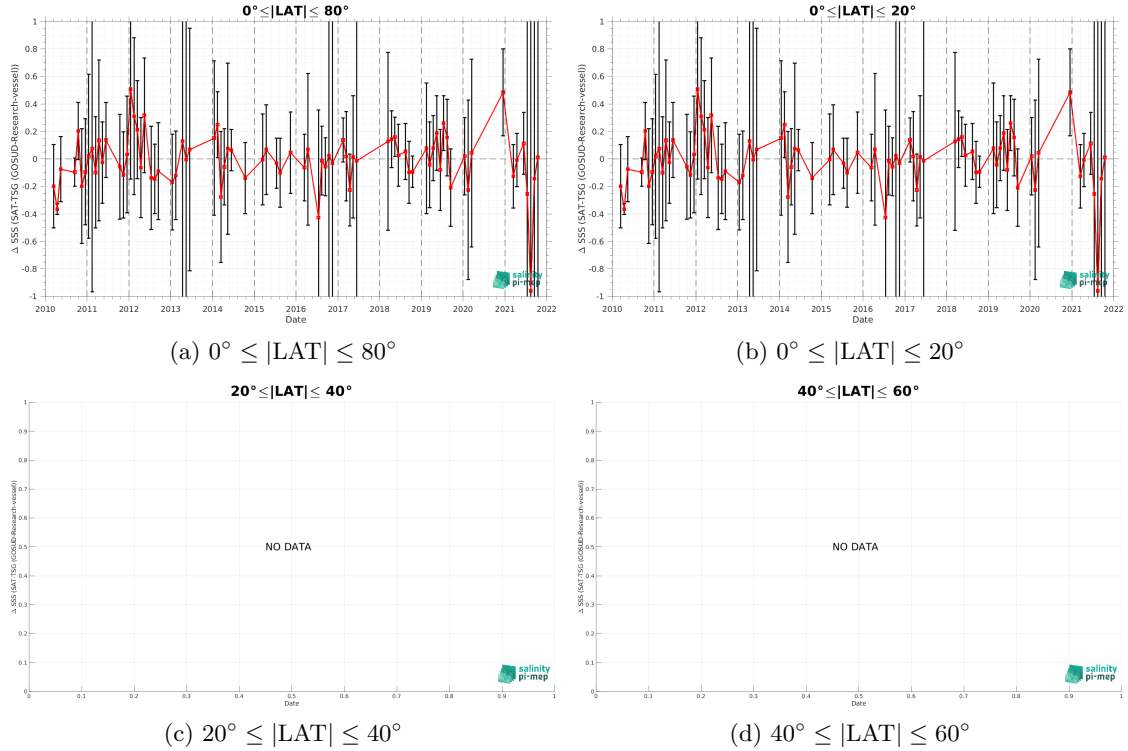 0°≤|LAT|≤ 80°
Δ SSS (SAT-TSG (GOSUD-Research-vessel))
1
0.8
0.6
0.4
0.2
0
-0.2
-0.4
-0.6
-0.8
-1
2010 2011 2012 2013 2014 2015 2016 2017 2018 2019 2020 2021 2022
Date
salinity
pi-mep
(a) 0° ≤ |LAT| ≤ 80°
0°≤|LAT|≤ 20°
Δ SSS (SAT-TSG (GOSUD-Research-vessel))
1
0.8
0.6
0.4
0.2
0
-0.2
-0.4
-0.6
-0.8
-1
2010 2011 2012 2013 2014 2015 2016 2017 2018 2019 2020 2021 2022
Date
salinity
pi-mep
(b) 0° ≤ |LAT| ≤ 20°
20°≤|LAT|≤ 40°
Δ SSS (SAT-TSG (GOSUD-Research-vessel))
1
0.9
0.8
0.7
0.6
0.5
0.4
0.3
0.2
0.1
0
NO DATA
0 0.1 0.2 0.3 0.4 0.5 0.6 0.7 0.8 0.9 1
Date
salinity
pi-mep
(c) 20° ≤ |LAT| ≤ 40°
40°≤|LAT|≤ 60°
Δ SSS (SAT-TSG (GOSUD-Research-vessel))
1
0.9
0.8
0.7
0.6
0.5
0.4
0.3
0.2
0.1
0
NO DATA
0 0.1 0.2 0.3 0.4 0.5 0.6 0.7 0.8 0.9 1
Date
salinity
pi-mep
(d) 40° ≤ |LAT| ≤ 60°